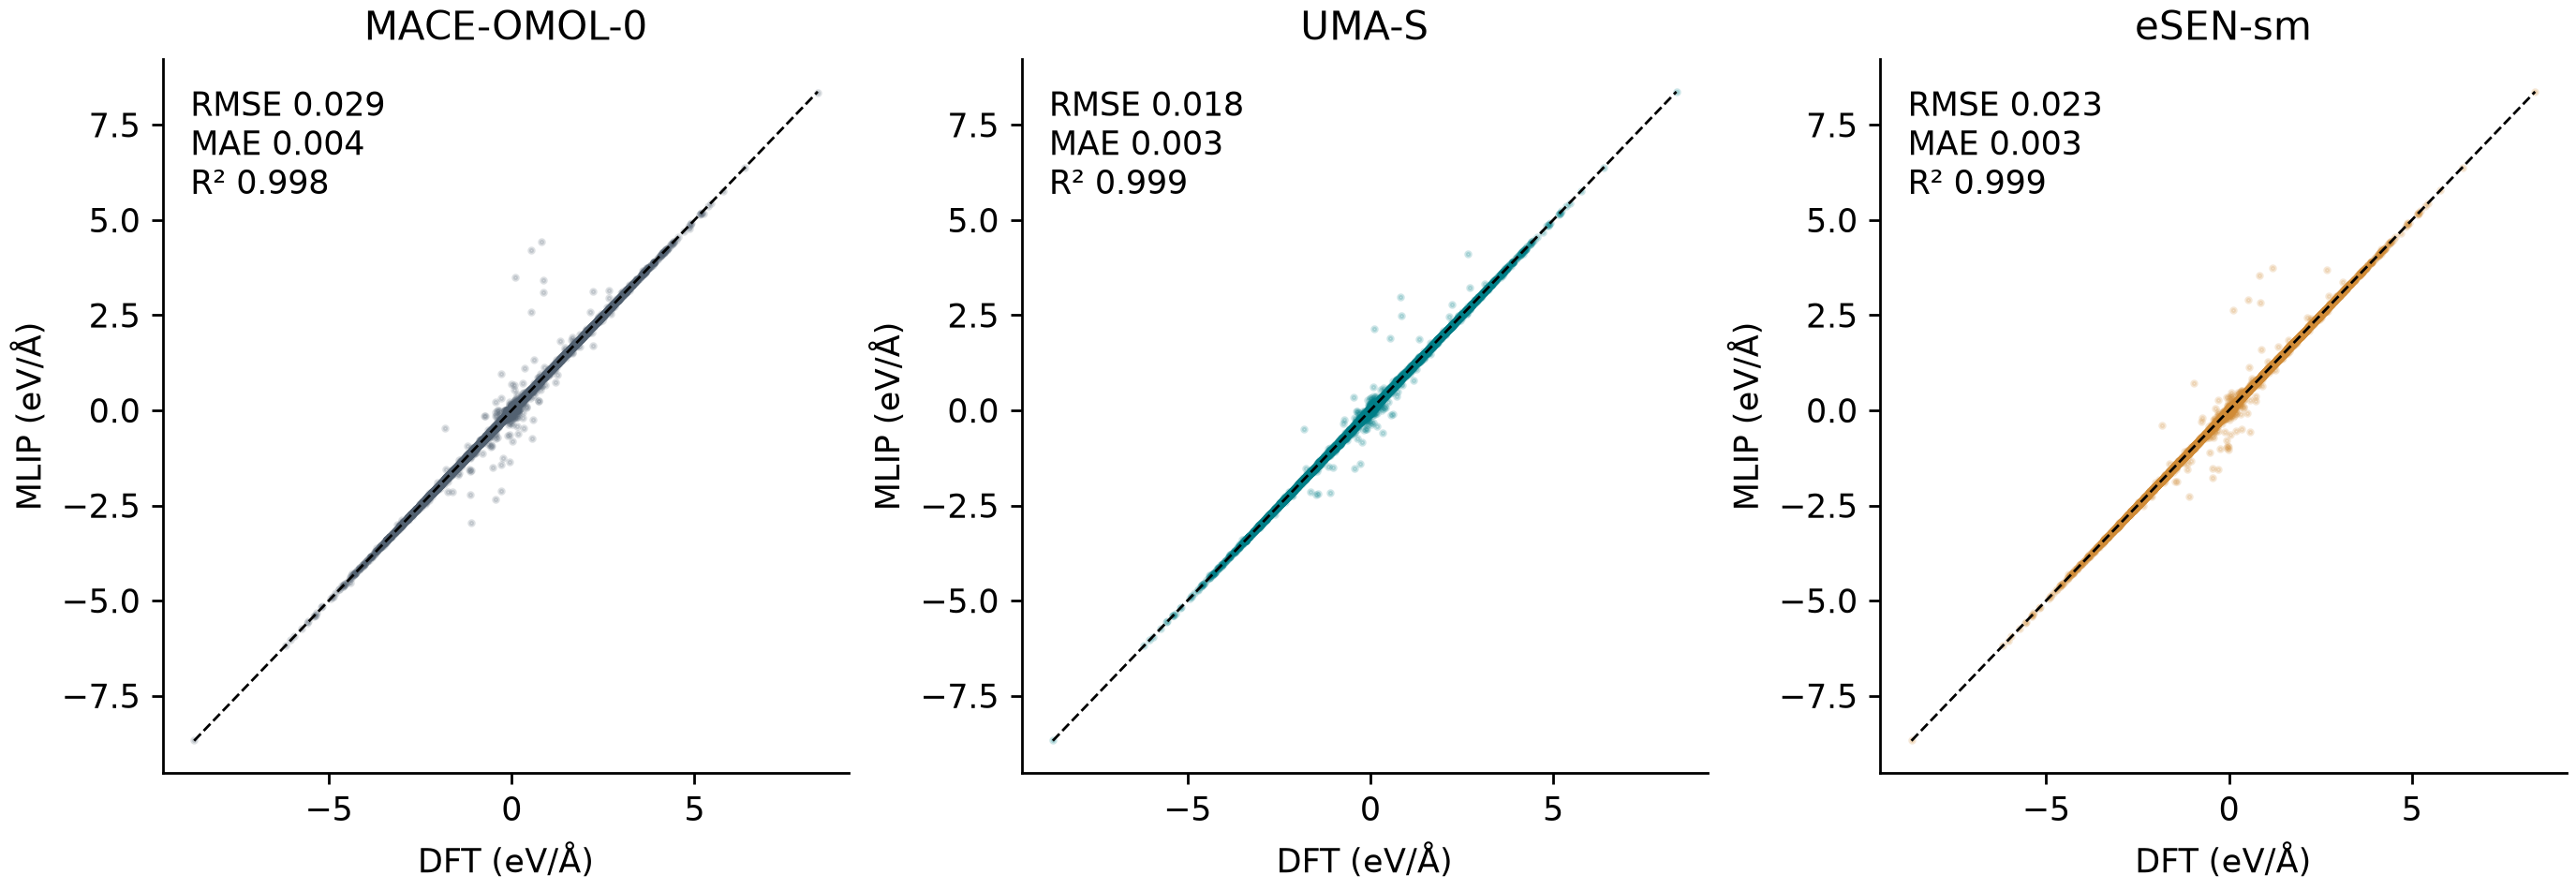 MACE-OMOL-0
RMSE 0.029
MAE 0.004
R² 0.998
7.5
5.0
2.5
0.0
−2.5
−5.0
−7.5
MLIP (eV/Å)
−5
0
5
DFT (eV/Å)
UMA-S
RMSE 0.018
MAE 0.003
R² 0.999
7.5
5.0
2.5
0.0
−2.5
−5.0
−7.5
MLIP (eV/Å)
−5
0
5
DFT (eV/Å)
eSEN-sm
RMSE 0.023
MAE 0.003
R² 0.999
7.5
5.0
2.5
0.0
−2.5
−5.0
−7.5
MLIP (eV/Å)
−5
0
5
DFT (eV/Å)